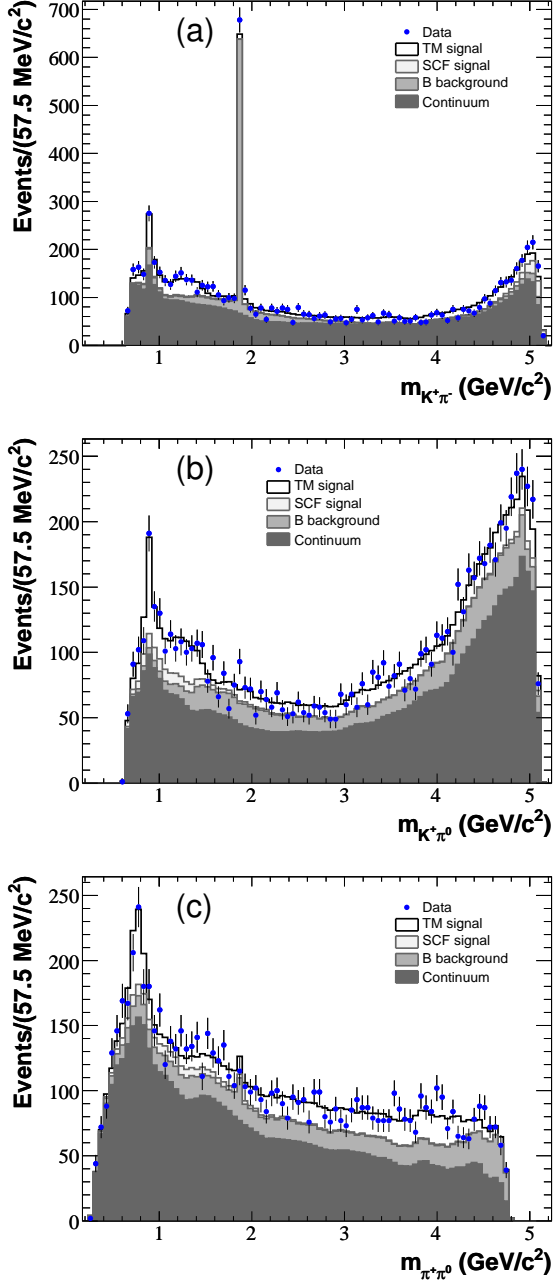 Events/(57.5 MeV/c²)
700
600
500
400
300
200
100
0
(a)
Data
TM signal
SCF signal
B background
Continuum
1 2 3 4 5
m_K⁺π⁻ (GeV/c²)
Events/(57.5 MeV/c²)
250
200
150
100
50
0
(b)
Data
TM signal
SCF signal
B background
Continuum
1 2 3 4 5
m_K⁺π⁰ (GeV/c²)
Events/(57.5 MeV/c²)
250
200
150
100
50
0
(c)
Data
TM signal
SCF signal
B background
Continuum
1 2 3 4 5
m_π⁺π⁰ (GeV/c²)